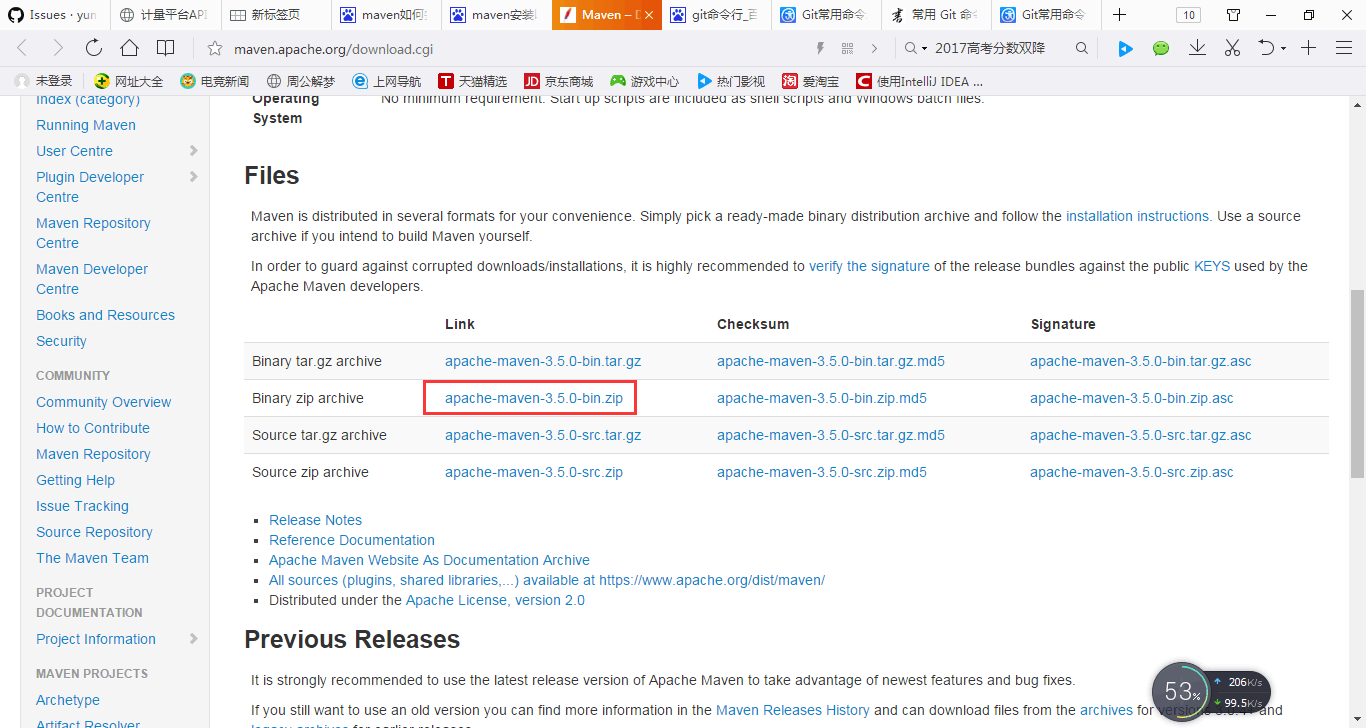 Issues · yun
计量平台API
新标签页
maven如何
maven安装
Maven – D
git命令行_百
Git常用命令
常用 Git 命
Git常用命令
10
maven.apache.org/download.cgi
2017高考分数双降
未登录
网址大全
电竞新闻
周公解梦
上网导航
天猫精选
京东商城
游戏中心
热门影视
爱淘宝
使用IntelliJ IDEA ...
Index (category)
Running Maven
User Centre
Plugin Developer
Centre
Maven Repository
Centre
Maven Developer
Centre
Books and Resources
Security
COMMUNITY
Community Overview
How to Contribute
Maven Repository
Getting Help
Issue Tracking
Source Repository
The Maven Team
PROJECT
DOCUMENTATION
Project Information
MAVEN PROJECTS
Archetype
Artifact Resolver
Operating
System
No minimum requirement. Start up scripts are included as shell scripts and Windows batch files.
Files
Maven is distributed in several formats for your convenience. Simply pick a ready-made binary distribution archive and follow the installation instructions. Use a source
archive if you intend to build Maven yourself.
In order to guard against corrupted downloads/installations, it is highly recommended to verify the signature of the release bundles against the public KEYS used by the
Apache Maven developers.
Link Checksum Signature
Binary tar.gz archive apache-maven-3.5.0-bin.tar.gz apache-maven-3.5.0-bin.tar.gz.md5 apache-maven-3.5.0-bin.tar.gz.asc
Binary zip archive apache-maven-3.5.0-bin.zip apache-maven-3.5.0-bin.zip.md5 apache-maven-3.5.0-bin.zip.asc
Source tar.gz archive apache-maven-3.5.0-src.tar.gz apache-maven-3.5.0-src.tar.gz.md5 apache-maven-3.5.0-src.tar.gz.asc
Source zip archive apache-maven-3.5.0-src.zip apache-maven-3.5.0-src.zip.md5 apache-maven-3.5.0-src.zip.asc
Release Notes
Reference Documentation
Apache Maven Website As Documentation Archive
All sources (plugins, shared libraries,...) available at https://www.apache.org/dist/maven/
Distributed under the Apache License, version 2.0
Previous Releases
It is strongly recommended to use the latest release version of Apache Maven to take advantage of newest features and bug fixes.
If you still want to use an old version you can find more information in the Maven Releases History and can download files from the archives for versions and
legacy archives for earlier releases.
53%
206K/s
99.5K/s